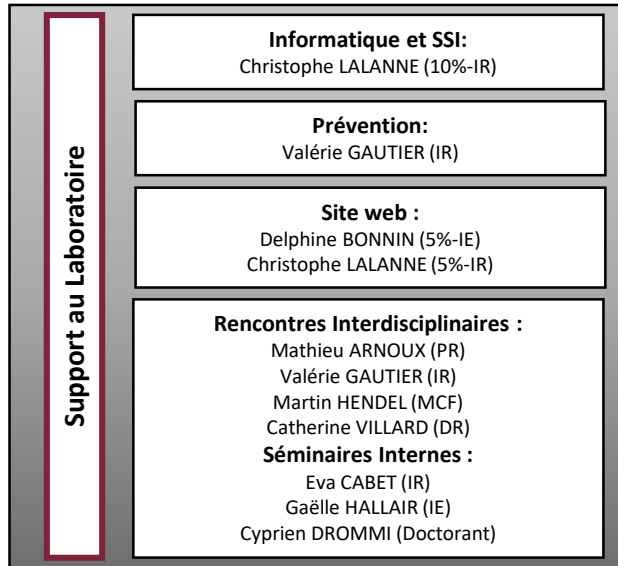 Support au Laboratoire
Informatique et SSI:
Christophe LALANNE (10%-IR)
Prévention:
Valérie GAUTIER (IR)
Site web :
Delphine BONNIN (5%-IE)
Christophe LALANNE (5%-IR)
Rencontres Interdisciplinaires :
Mathieu ARNOUX (PR)
Valérie GAUTIER (IR)
Martin HENDEL (MCF)
Catherine VILLARD (DR)
Séminaires Internes :
Eva CABET (IR)
Gaëlle HALLAIR (IE)
Cyprien DROMMI (Doctorant)